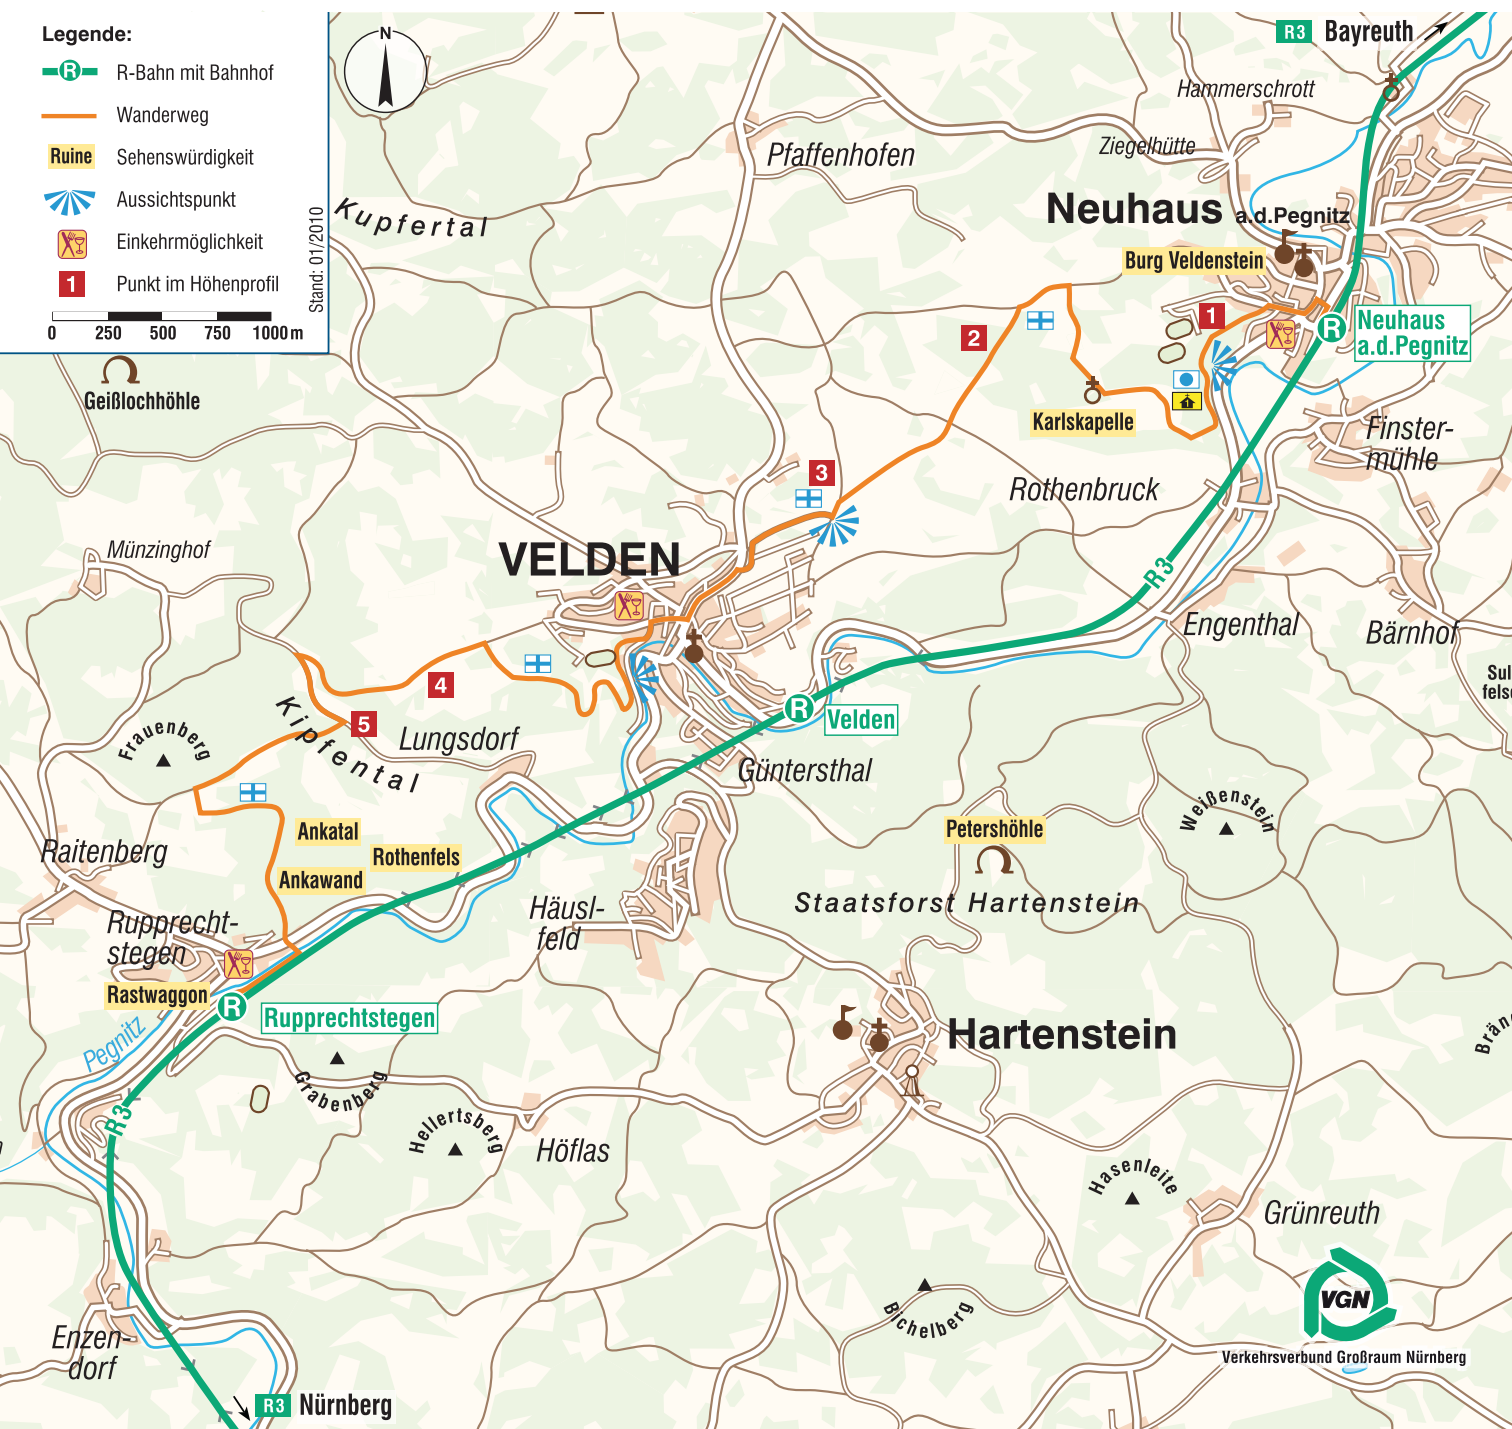 Legende:
R
R-Bahn mit Bahnhof
Wanderweg
Ruine
Sehenswürdigkeit
Aussichtspunkt
Einkehrmöglichkeit
1
Punkt im Höhenprofil
0 250 500 750 1000 m
Stand: 01/2010
N
R3 Bayreuth
Hammerschrott
Ziegelhütte
Pfaffenhofen
Kupfertal
Neuhaus a.d.Pegnitz
Burg Veldenstein
1
R
Neuhaus
a.d.Pegnitz
2
Geißlochhöhle
1
Karlskapelle
Finster-
mühle
3
Rothenbruck
Münzinghof
VELDEN
R3
Engenthal
Bärnhof
Sul
fels
4
Kipfental
5
Lungsdorf
R
Velden
Frauenberg
Güntersthal
Weißenstein
Ankatal
Petershöhle
Raitenberg
Rothenfels
Ankawand
Staatsforst Hartenstein
Rupprecht-
stegen
Häusl-
feld
Rastwaggon
R
Rupprechtstegen
Pegnitz
Hartenstein
Brän
Grabenberg
R3
Hellertsberg
Höflas
Hasenleite
Grünreuth
VGN
Bichelberg
Enzen-
dorf
Verkehrsverbund Großraum Nürnberg
R3 Nürnberg